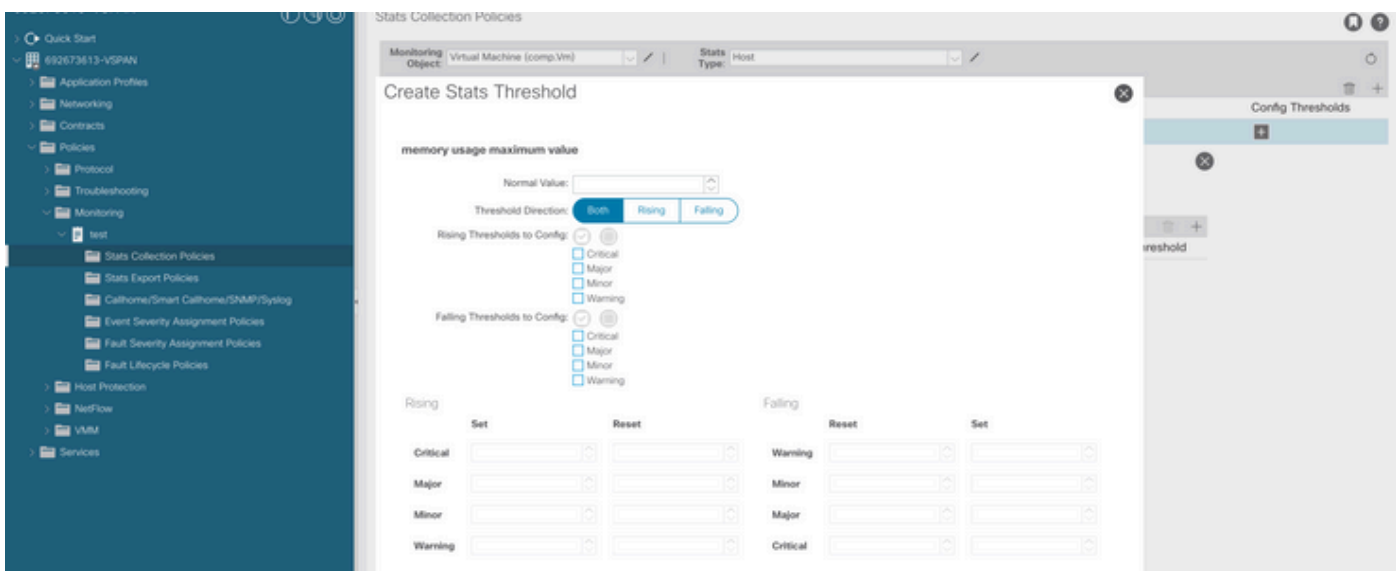 Quick Start
692673613-VSPAN
Application Profiles
Networking
Contracts
Policies
Protocol
Troubleshooting
Monitoring
test
Stats Collection Policies
Stats Export Policies
Callhome/Smart Callhome/SNMP/Syslog
Event Severity Assignment Policies
Fault Severity Assignment Policies
Fault Lifecycle Policies
Host Protection
NetFlow
VMM
Services
Stats Collection Policies
Monitoring Object: Virtual Machine (comp.Vm)
Stats Type: Host
Config Thresholds
Create Stats Threshold
memory usage maximum value
Normal Value:
Threshold Direction: Both Rising Falling
Rising Thresholds to Config:
Critical
Major
Minor
Warning
Falling Thresholds to Config:
Critical
Major
Minor
Warning
Rising Falling
Set Reset Reset Set
Critical Warning
Major Minor
Minor Major
Warning Critical
reshold